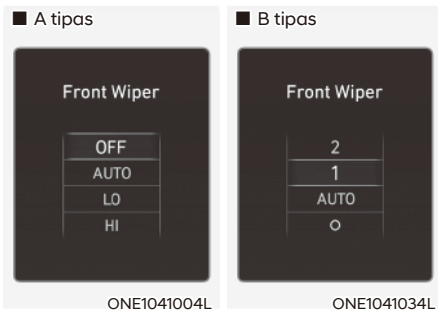 ■ A tipas
Front Wiper
OFF
AUTO
LO
HI
ONE1041004L
■ B tipas
Front Wiper
2
1
AUTO
O
ONE1041034L